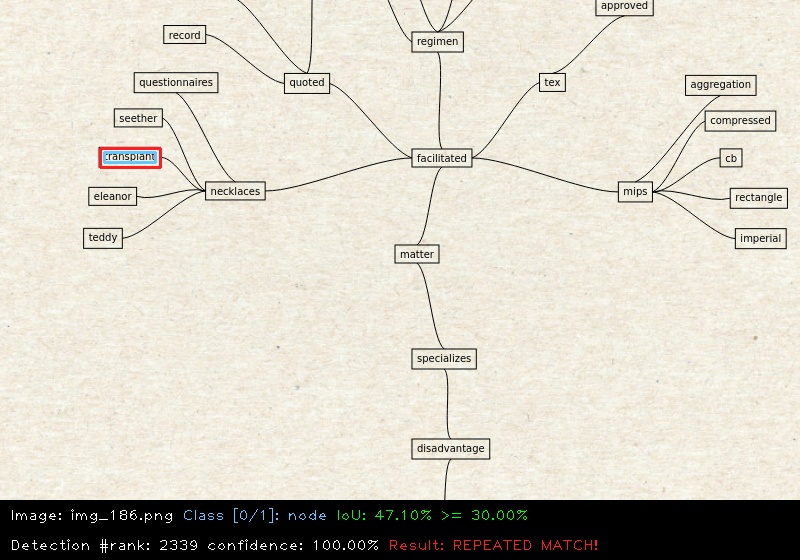 approved
record
regimen
quoted
tex
questionnaires
aggregation
seether
compressed
transplant
facilitated
cb
eleanor
necklaces
mips
rectangle
teddy
imperial
matter
specializes
disadvantage
Image: img_186.png Class [0/1]: node IoU: 47.10% >= 30.00%
Detection #rank: 2339 confidence: 100.00% Result: REPEATED MATCH!